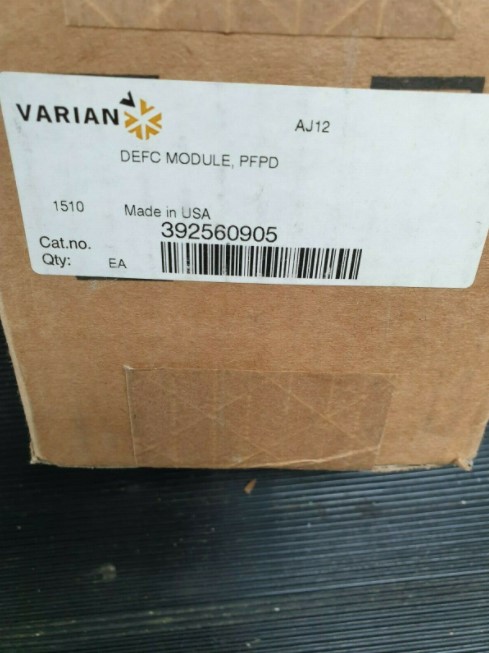 VARIAN
AJ12
DEFC MODULE, PFPD
1510 Made in USA
Cat.no. 392560905
Qty: EA